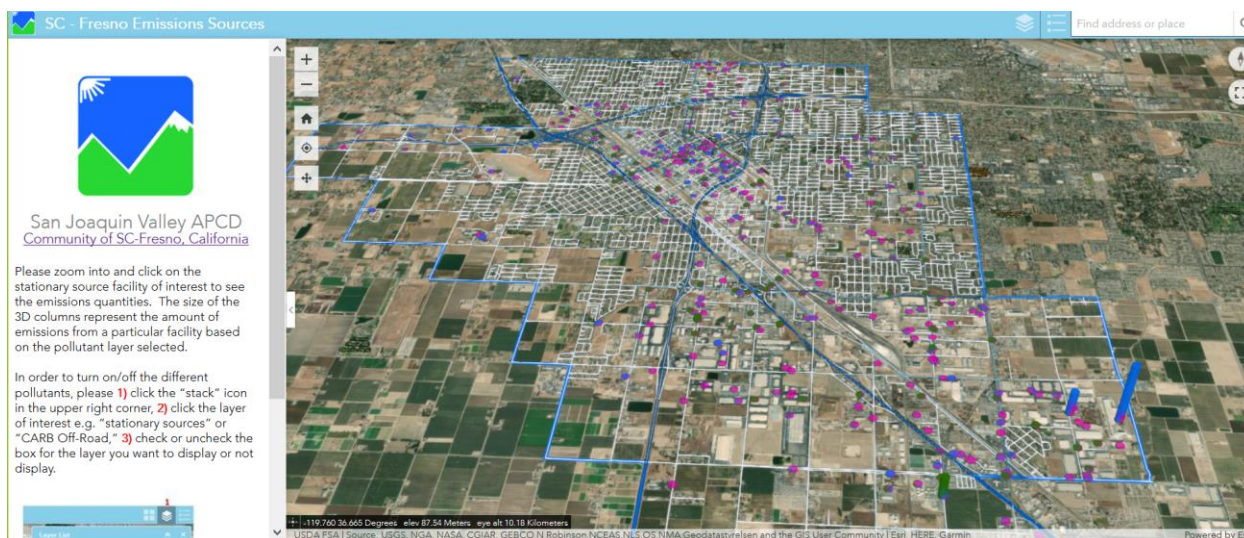 SC - Fresno Emissions Sources
Find address or place
San Joaquin Valley APCD
Community of SC-Fresno, California
Please zoom into and click on the
stationary source facility of interest to see
the emissions quantities. The size of the
3D columns represent the amount of
emissions from a particular facility based
on the pollutant layer selected.
In order to turn on/off the different
pollutants, please 1) click the “stack” icon
in the upper right corner, 2) click the layer
of interest e.g. “stationary sources” or
“CARB Off-Road,” 3) check or uncheck the
box for the layer you want to display or not
display.
1
Layer List
-119.760 36.665 Degrees elev 87.54 Meters eye alt 10.18 Kilometers
USDA FSA | Source: USGS, NGA, NASA, CGIAR, GEBCO,N Robinson,NCEAS,NLS,OS,NMA,Geodatastyrelsen and the GIS User Community | Esri, HERE, Garmin
Powered by E